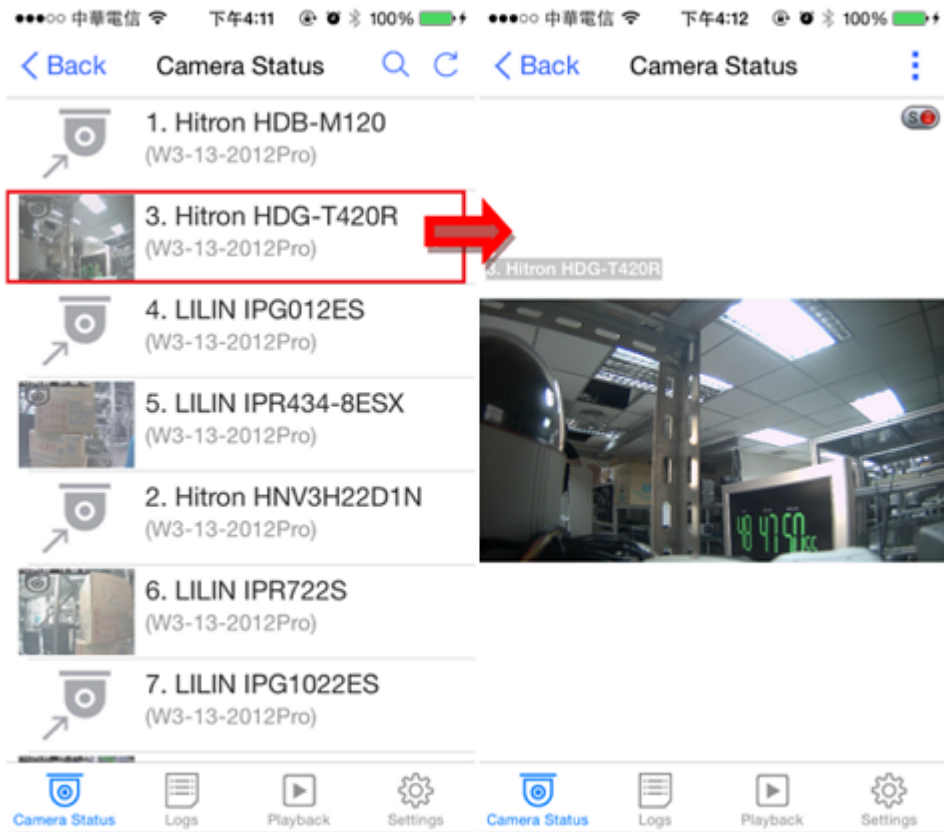 中華電信 下午4:11 100%
Back Camera Status
1. Hitron HDB-M120
(W3-13-2012Pro)
3. Hitron HDG-T420R
(W3-13-2012Pro)
4. LILIN IPG012ES
(W3-13-2012Pro)
5. LILIN IPR434-8ESX
(W3-13-2012Pro)
2. Hitron HNV3H22D1N
(W3-13-2012Pro)
6. LILIN IPR722S
(W3-13-2012Pro)
7. LILIN IPG1022ES
(W3-13-2012Pro)
Camera Status Logs Playback Settings
中華電信 下午4:12 100%
Back Camera Status
S
3. Hitron HDG-T420R
48 47 50
Camera Status Logs Playback Settings